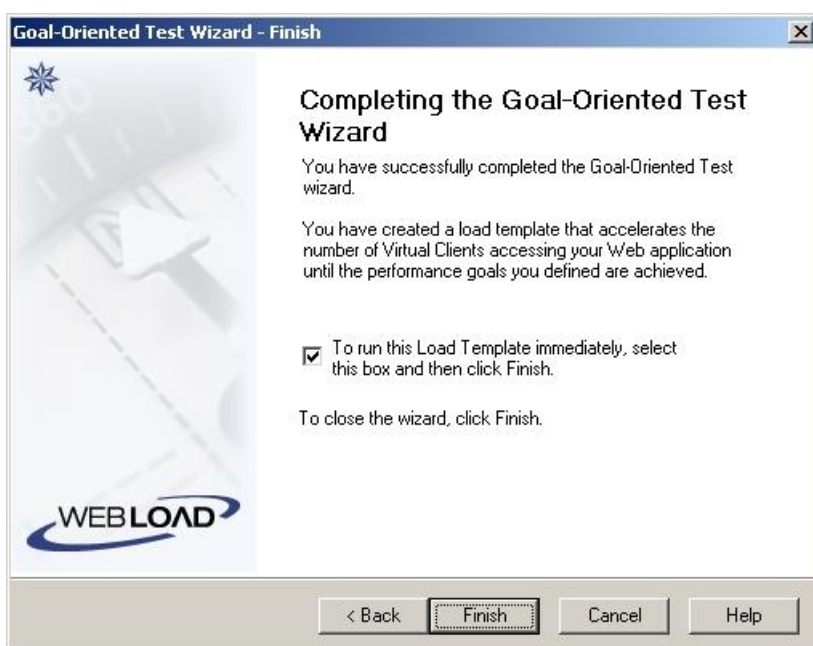 Goal-Oriented Test Wizard - Finish
Completing the Goal-Oriented Test
Wizard
You have successfully completed the Goal-Oriented Test
wizard.
You have created a load template that accelerates the
number of Virtual Clients accessing your Web application
until the performance goals you defined are achieved.
To run this Load Template immediately, select
this box and then click Finish.
To close the wizard, click Finish.
WEBLOAD
< Back Finish Cancel Help